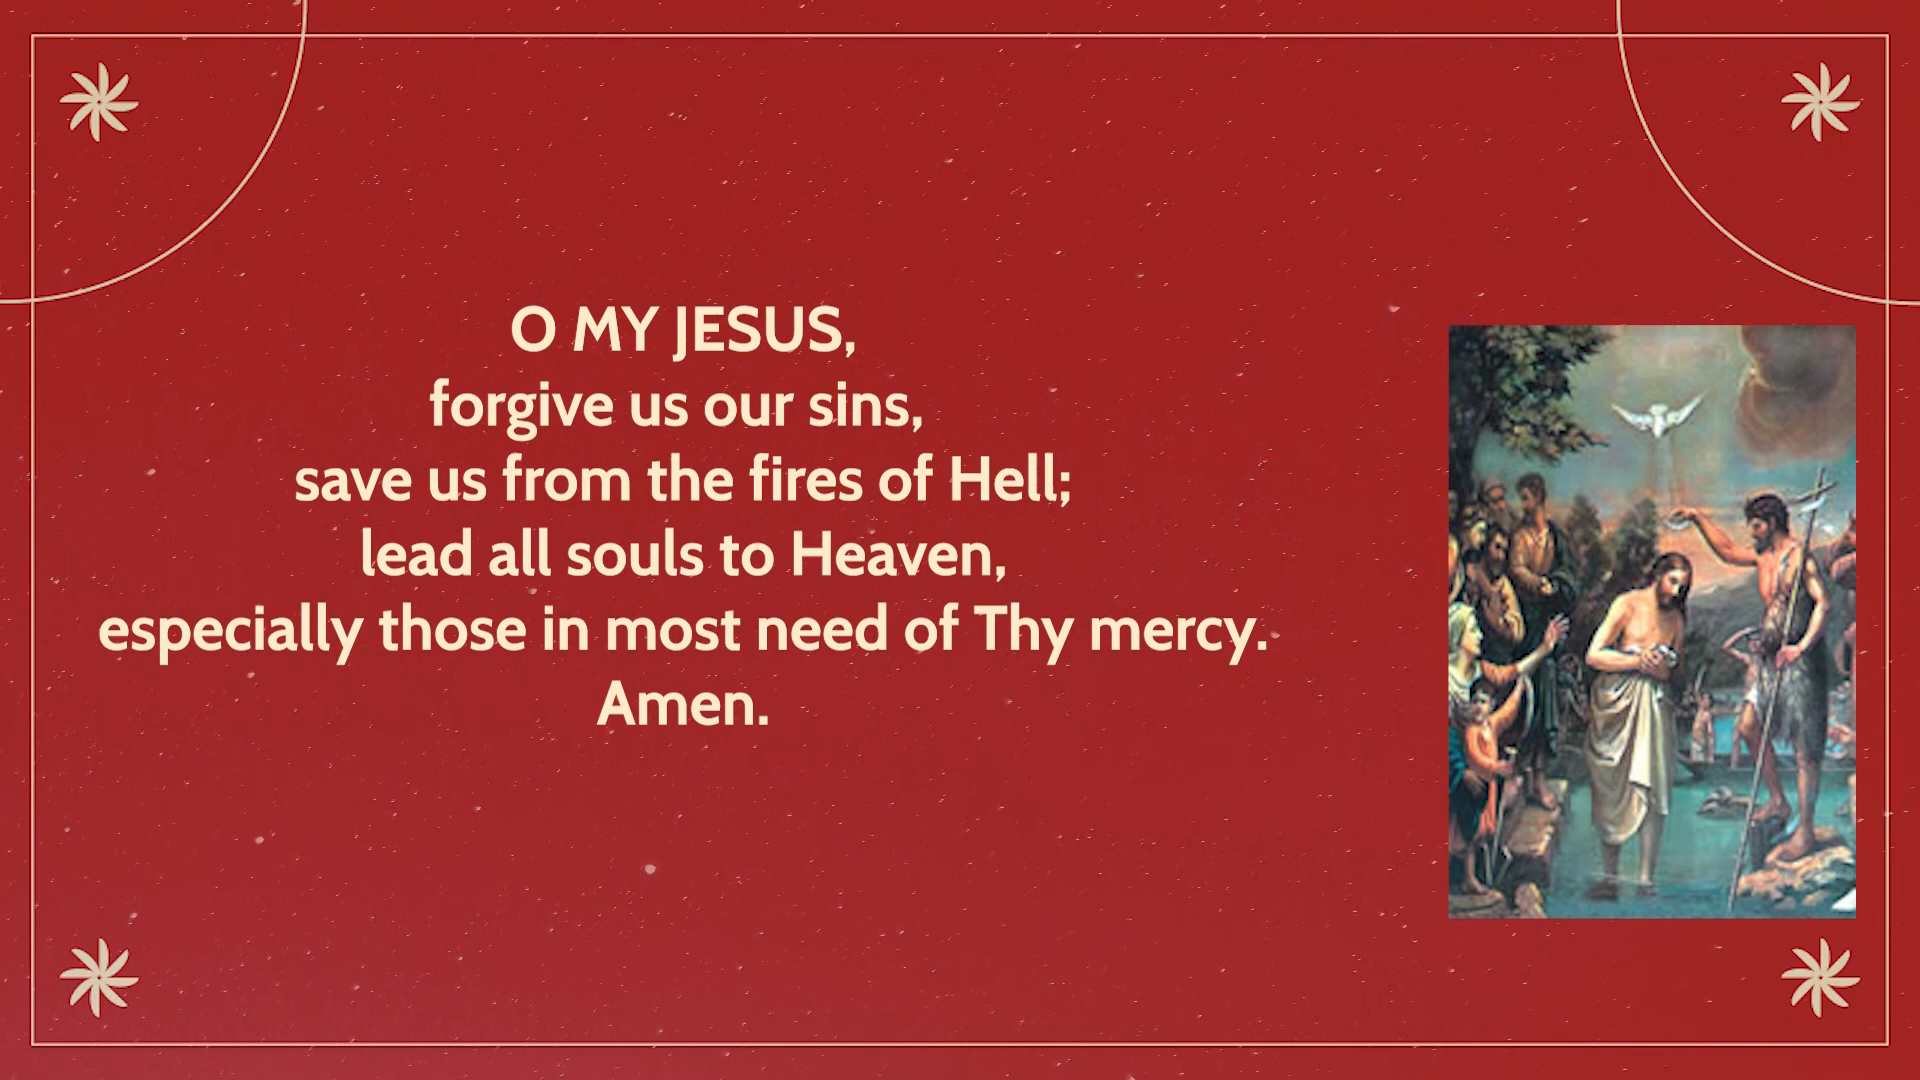 O MY JESUS,
forgive us our sins,
save us from the fires of Hell;
lead all souls to Heaven,
especially those in most need of Thy mercy.
Amen.